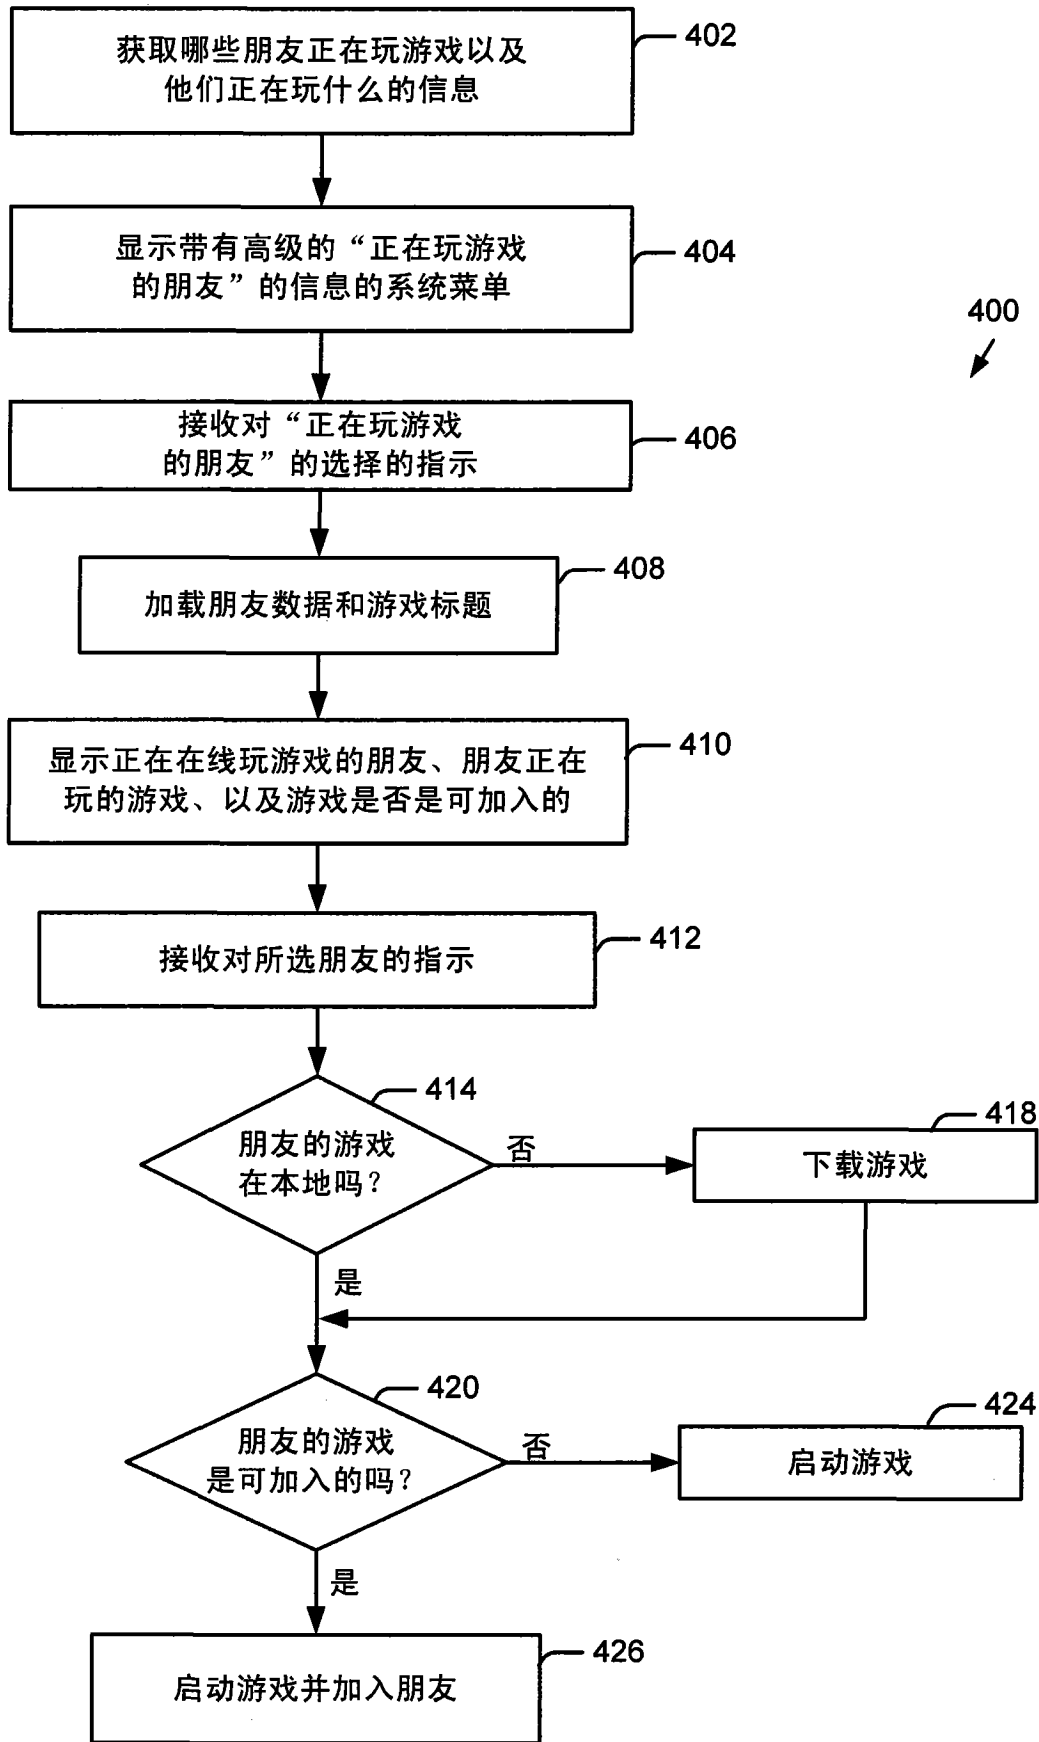 获取哪些朋友正在玩游戏以及
他们正在玩什么的信息
402
显示带有高级的“正在玩游戏
的朋友”的信息的系统菜单
404
400
接收对“正在玩游戏
的朋友”的选择的指示
406
加载朋友数据和游戏标题
408
显示正在在线玩游戏的朋友、朋友正在
玩的游戏、以及游戏是否是可加入的
410
接收对所选朋友的指示
412
朋友的游戏
在本地吗？
414
否
下载游戏
418
是
朋友的游戏
是可加入的吗？
420
否
启动游戏
424
是
启动游戏并加入朋友
426